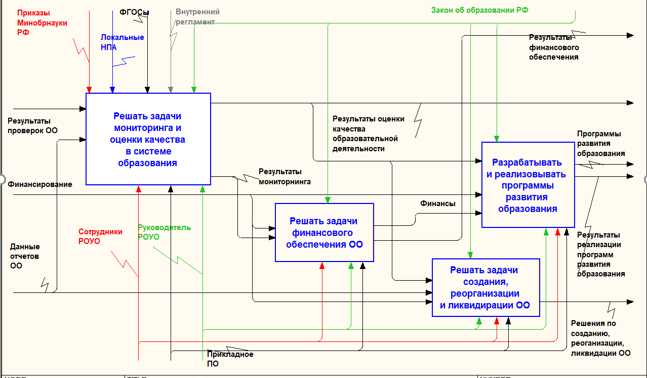 Приказы
Минобрнауки
РФ
ФГОСы
Локальные
НПА
Внутренний
регламент
Закон об образовании РФ
Результаты
финансового
обеспечения
Результаты
проверок ОО
Решать задачи
мониторинга и
оценки качества
в системе
образования
Результаты оценки
качества
образовательной
деятельности
Программы
развития
образования
Разрабатывать
и реализовывать
программы
развития
образования
Результаты
мониторинга
Финансирование
Финансы
Сотрудники
РОУО
Руководитель
РОУО
Решать задачи
финансового
обеспечения ОО
Данные
отчетов
ОО
Результаты
реализации
программ
развития
образования
Решать задачи
создания,
реорганизации
и ликвидирации ОО
Решения по
созданию,
реоганизации,
ликвидации ОО
Прикладное
ПО